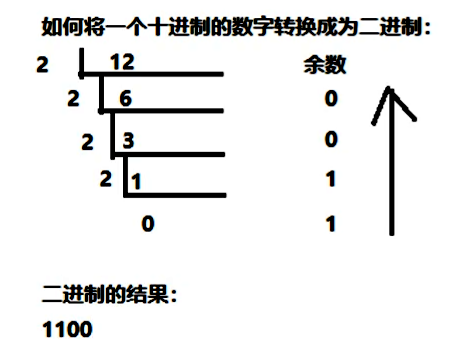 如何将一个十进制的数字转换成为二进制：
2 12 余数
2 6 0
2 3 0
2 1 1
0 1
二进制的结果：
1100